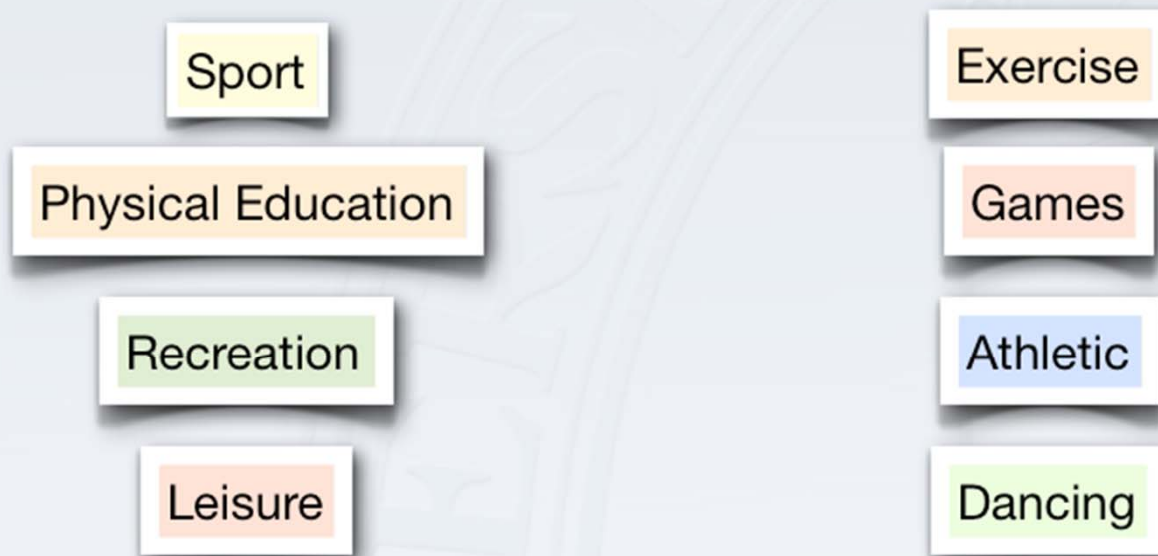 Sport
Physical Education
Recreation
Leisure
Exercise
Games
Athletic
Dancing